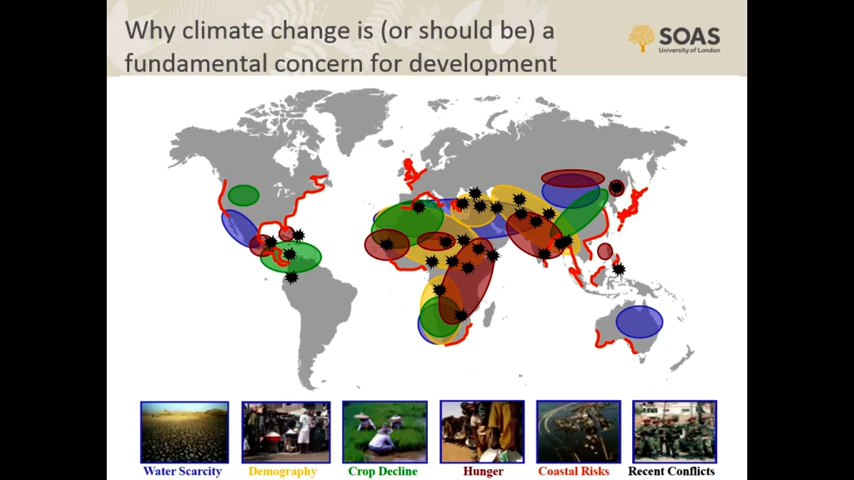 Why climate change is (or should be) a
fundamental concern for development
SOAS
University of London
Water Scarcity
Demography
Crop Decline
Hunger
Coastal Risks
Recent Conflicts